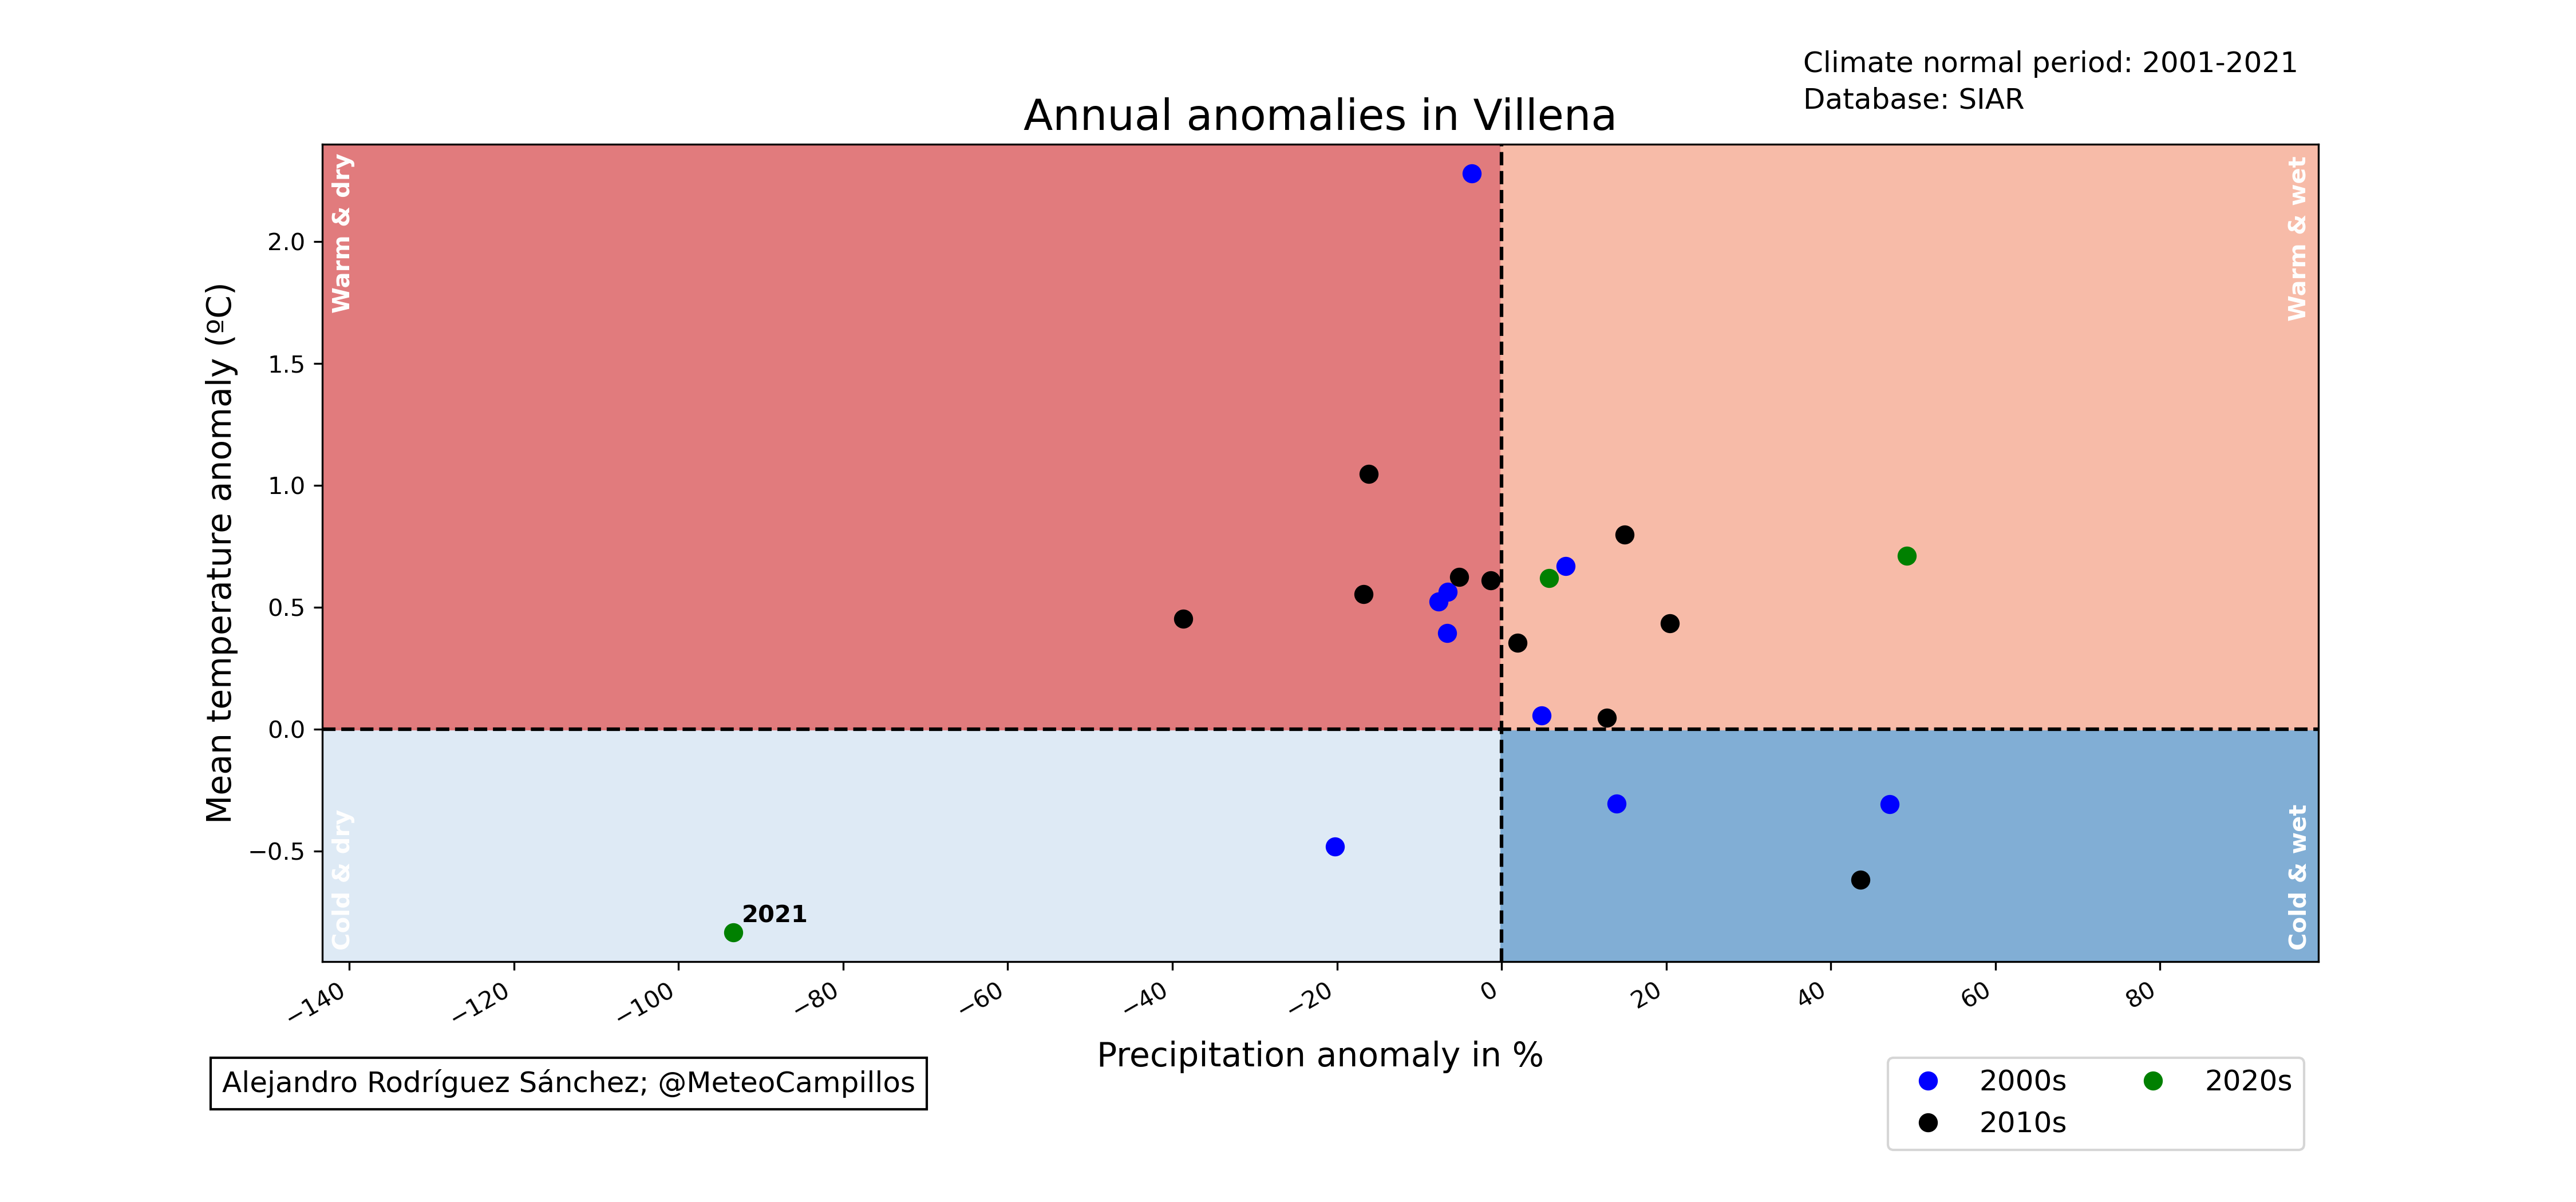 Climate normal period: 2001-2021
Database: SIAR
Annual anomalies in Villena
Warm & dry
Warm & wet
Mean temperature anomaly (ºC)
2.0
1.5
1.0
0.5
0.0
−0.5
Cold & dry
Cold & wet
2021
−140
−120
−100
−80
−60
−40
−20
0
20
40
60
80
Precipitation anomaly in %
Alejandro Rodríguez Sánchez; @MeteoCampillos
2000s
2010s
2020s